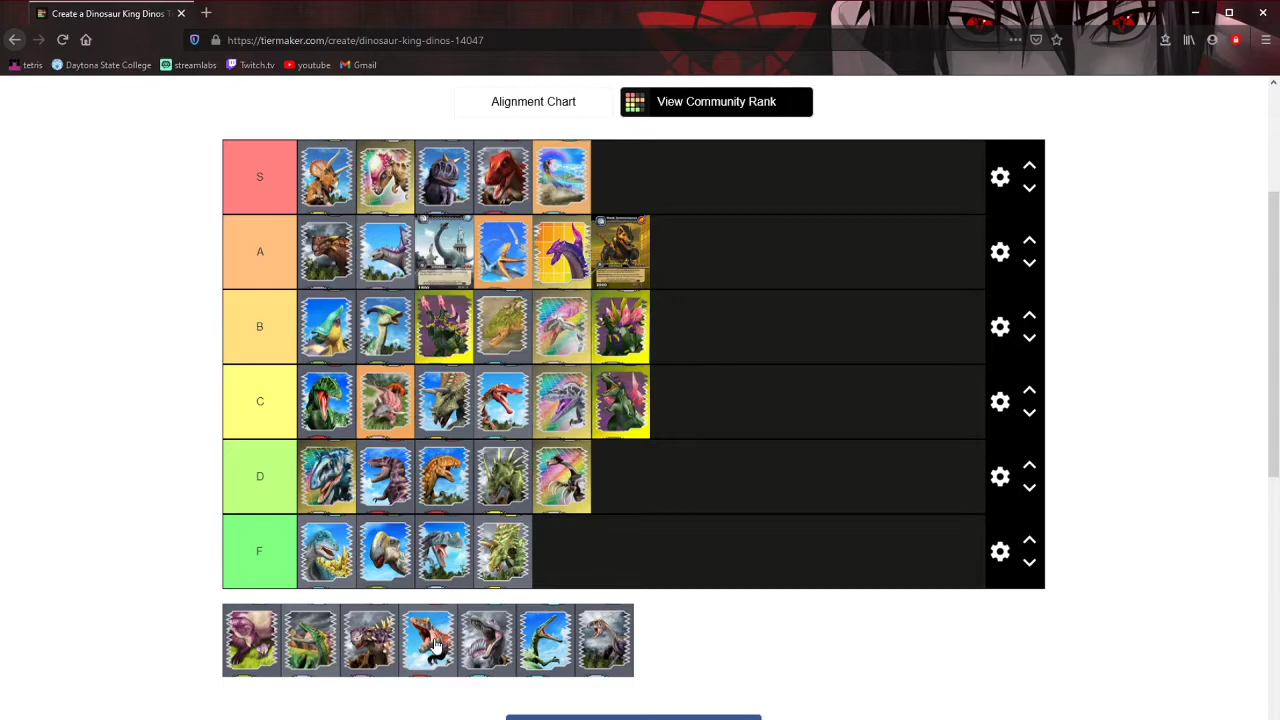 Create a Dinosaur King Dinos T
https://tiermaker.com/create/dinosaur-king-dinos-14047
tetris Daytona State College streamlabs Twitch.tv youtube Gmail
Alignment Chart View Community Rank
S
A
B
C
D
F